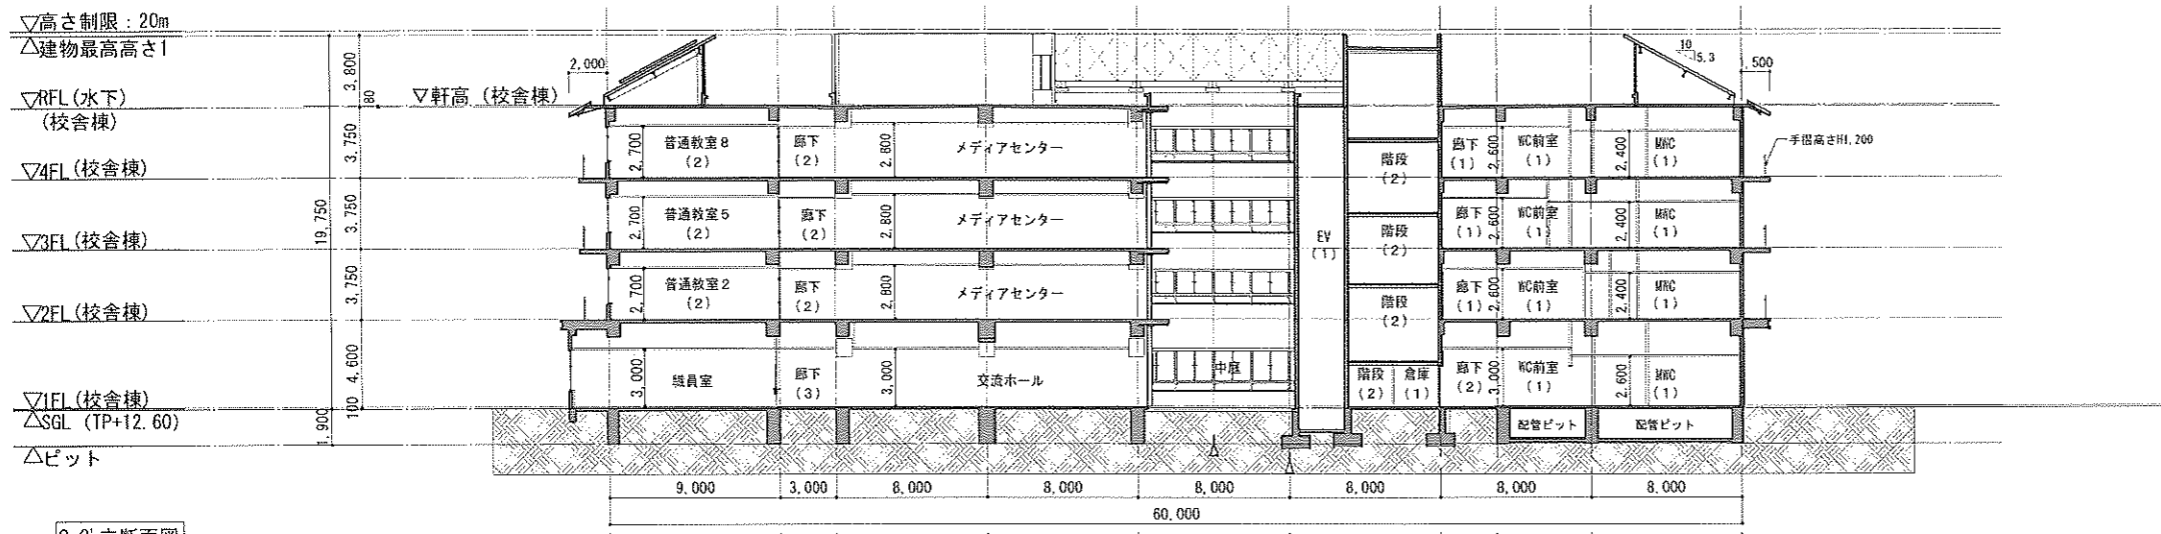 ▽高さ制限：20m
△建物最高高さ1
▽RFL(水下)
(校舎棟)
▽4FL(校舎棟)
▽3FL(校舎棟)
▽2FL(校舎棟)
▽1FL(校舎棟)
△SGL (TP+12.60)
△ピット
19,750
1,900
3,800
80
3,750
3,750
3,750
4,600
100
▽軒高 (校舎棟)
2,000
10
5.3
,500
手摺高さH1,200
2,700
普通教室8
(2)
廊下
(2)
2,800
メディアセンター
階段
(2)
廊下
(1)
2,600
WC前室
(1)
2,400
MWC
(1)
2,700
普通教室5
(2)
廊下
(2)
2,800
メディアセンター
EV
(1)
階段
(2)
廊下
(1)
2,600
WC前室
(1)
2,400
MWC
(1)
2,700
普通教室2
(2)
廊下
(2)
2,800
メディアセンター
階段
(2)
廊下
(1)
2,600
WC前室
(1)
2,400
MWC
(1)
3,000
職員室
廊下
(3)
3,000
交流ホール
中庭
階段
(2)
倉庫
(1)
廊下
(2)
3,000
WC前室
(1)
2,600
MWC
(1)
配管ピット
配管ピット
9,000
3,000
8,000
8,000
8,000
8,000
8,000
8,000
60,000